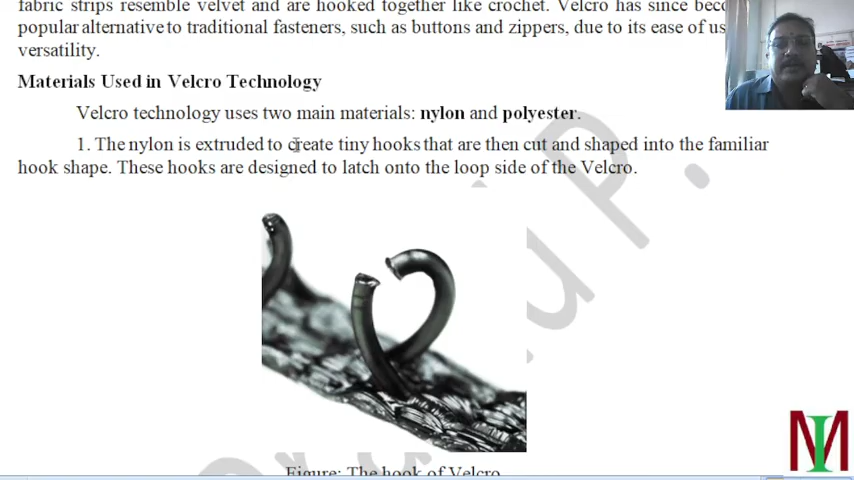 fabric strips resemble velvet and are hooked together like crochet. Velcro has since
popular alternative to traditional fasteners, such as buttons and zippers, due to its ease of
versatility.
Materials Used in Velcro Technology
Velcro technology uses two main materials: nylon and polyester.
1. The nylon is extruded to create tiny hooks that are then cut and shaped into the familiar
hook shape. These hooks are designed to latch onto the loop side of the Velcro.
Figure: The hook of Velcro